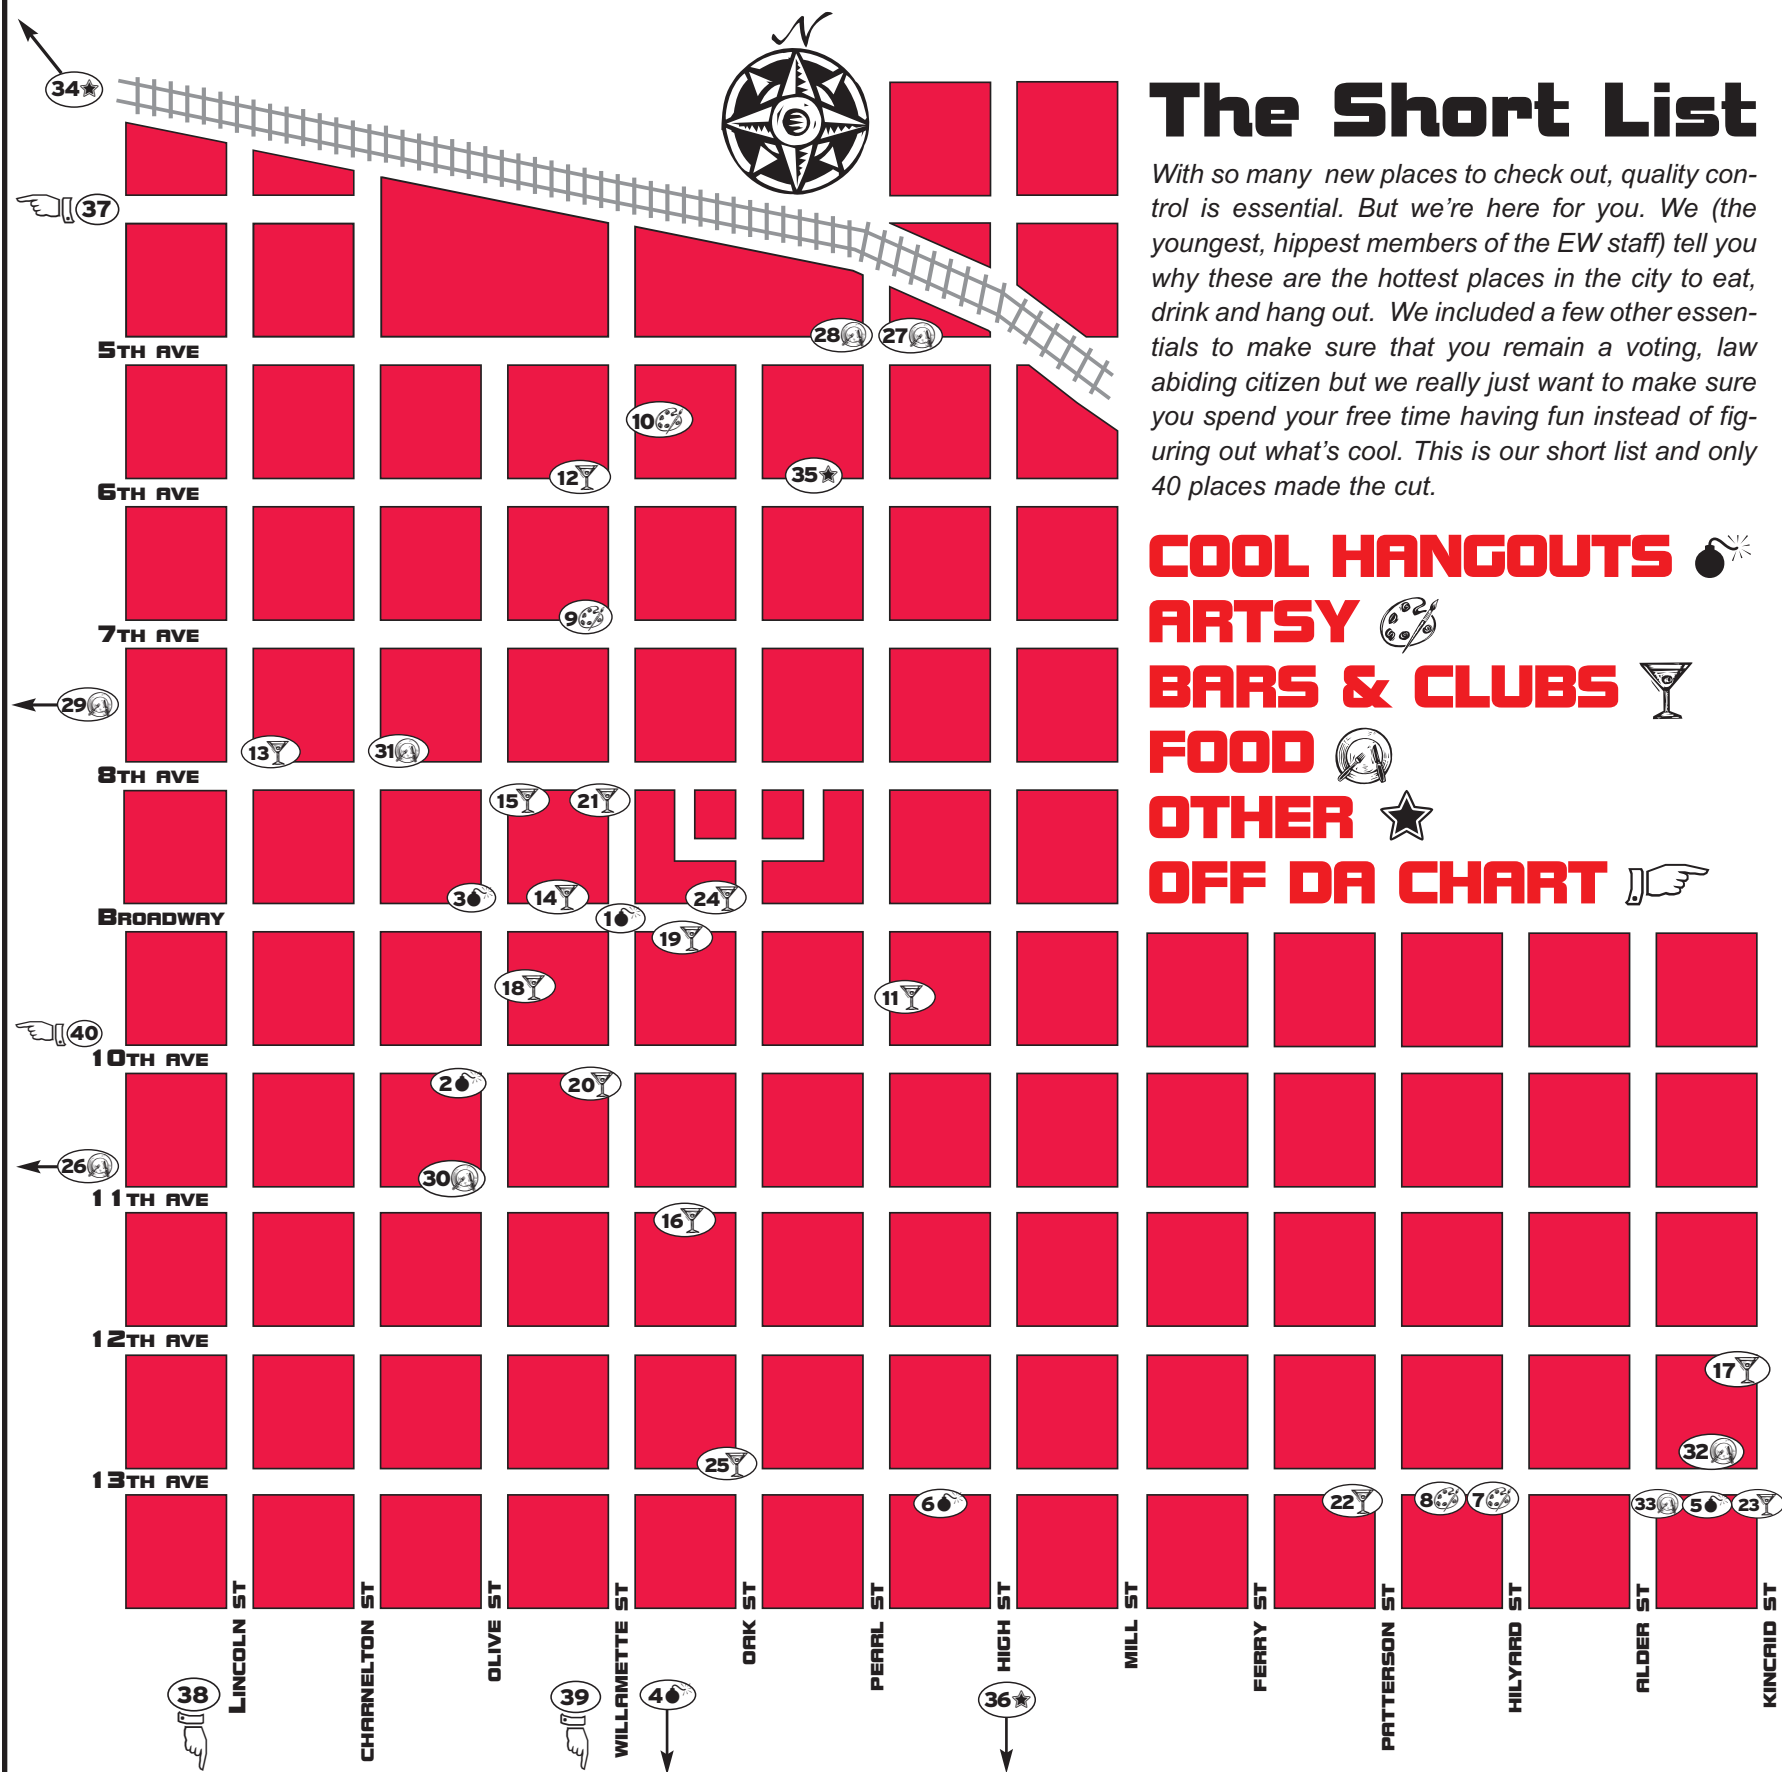 N
34
The Short List
With so many new places to check out, quality con-
trol is essential. But we're here for you. We (the
youngest, hippest members of the EW staff) tell you
why these are the hottest places in the city to eat,
drink and hang out. We included a few other essen-
tials to make sure that you remain a voting, law
abiding citizen but we really just want to make sure
you spend your free time having fun instead of fig-
uring out what's cool. This is our short list and only
40 places made the cut.
COOL HANGOUTS
ARTSY
BARS & CLUBS
FOOD
OTHER
OFF DA CHART
37
28 27
5TH AVE
10
12 35
6TH AVE
9
7TH AVE
29
13 31
8TH AVE
15 21
3 14 24
1
BROADWAY
19
18 11
40
10TH AVE
2 20
26 30
11TH AVE
16
12TH AVE
17
32
25
13TH AVE
6 22 8 7 33 5 23
LINCOLN ST
CHARNELTON ST
OLIVE ST
WILLAMETTE ST
OAK ST
PEARL ST
HIGH ST
MILL ST
FERRY ST
PATTERSON ST
HILYARD ST
ALDER ST
KINCAID ST
38 39 4 36